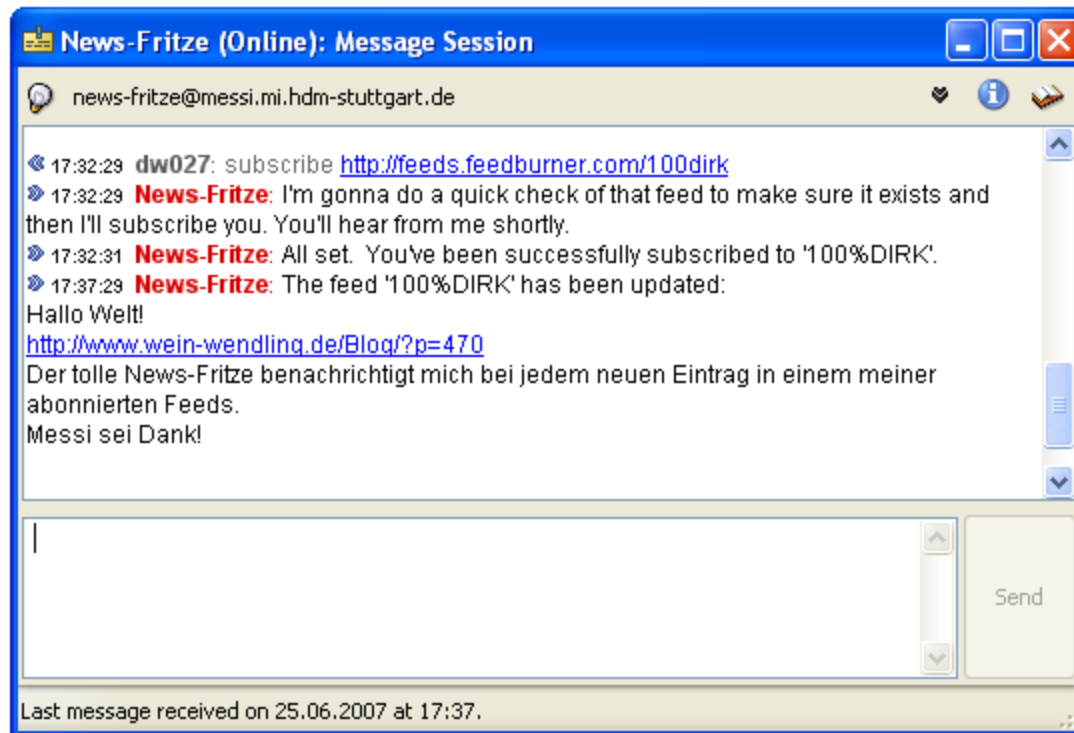 News-Fritze (Online): Message Session
news-fritze@messi.mi.hdm-stuttgart.de
17:32:29 dw027: subscribe http://feeds.feedburner.com/100dirk
17:32:29 News-Fritze: I'm gonna do a quick check of that feed to make sure it exists and
then I'll subscribe you. You'll hear from me shortly.
17:32:31 News-Fritze: All set.  You've been successfully subscribed to '100%DIRK'.
17:37:29 News-Fritze: The feed '100%DIRK' has been updated:
Hallo Welt!
http://www.wein-wendling.de/Blog/?p=470
Der tolle News-Fritze benachrichtigt mich bei jedem neuen Eintrag in einem meiner
abonnierten Feeds.
Messi sei Dank!
Send
Last message received on 25.06.2007 at 17:37.